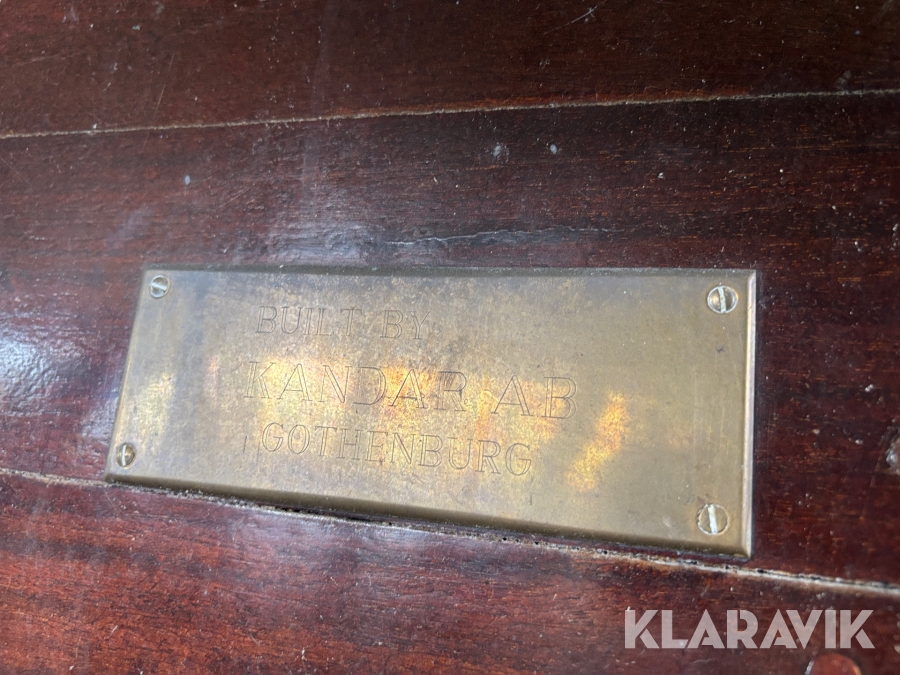 BUILT BY
KANDAR AB
GOTHENBURG
KLARAVIK